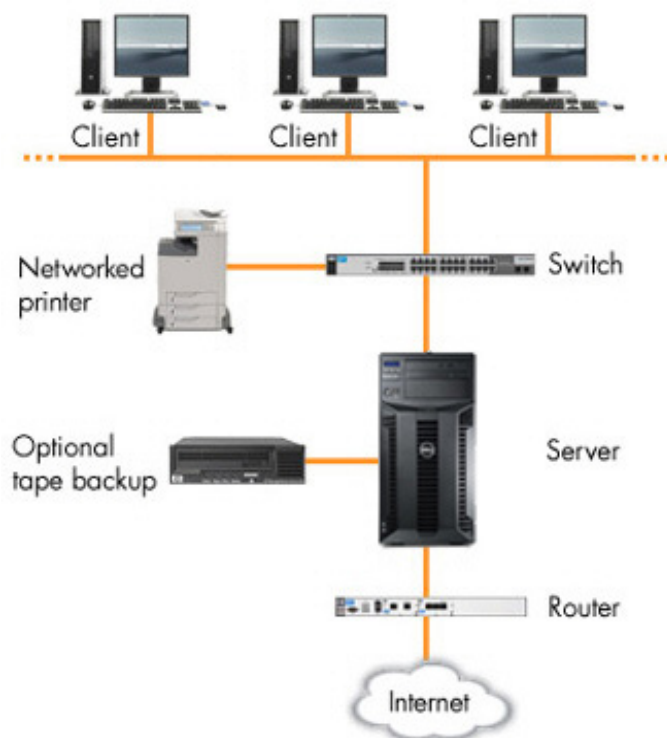 Client
Client
Client
Networked
printer
Switch
Optional
tape backup
Server
Router
Internet